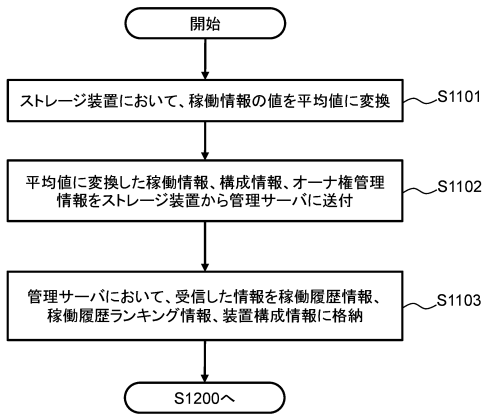 開始
ストレージ装置において、稼働情報の値を平均値に変換
S1101
平均値に変換した稼働情報、構成情報、オーナ権管理
情報をストレージ装置から管理サーバに送付
S1102
管理サーバにおいて、受信した情報を稼働履歴情報、
稼働履歴ランキング情報、装置構成情報に格納
S1103
S1200へ